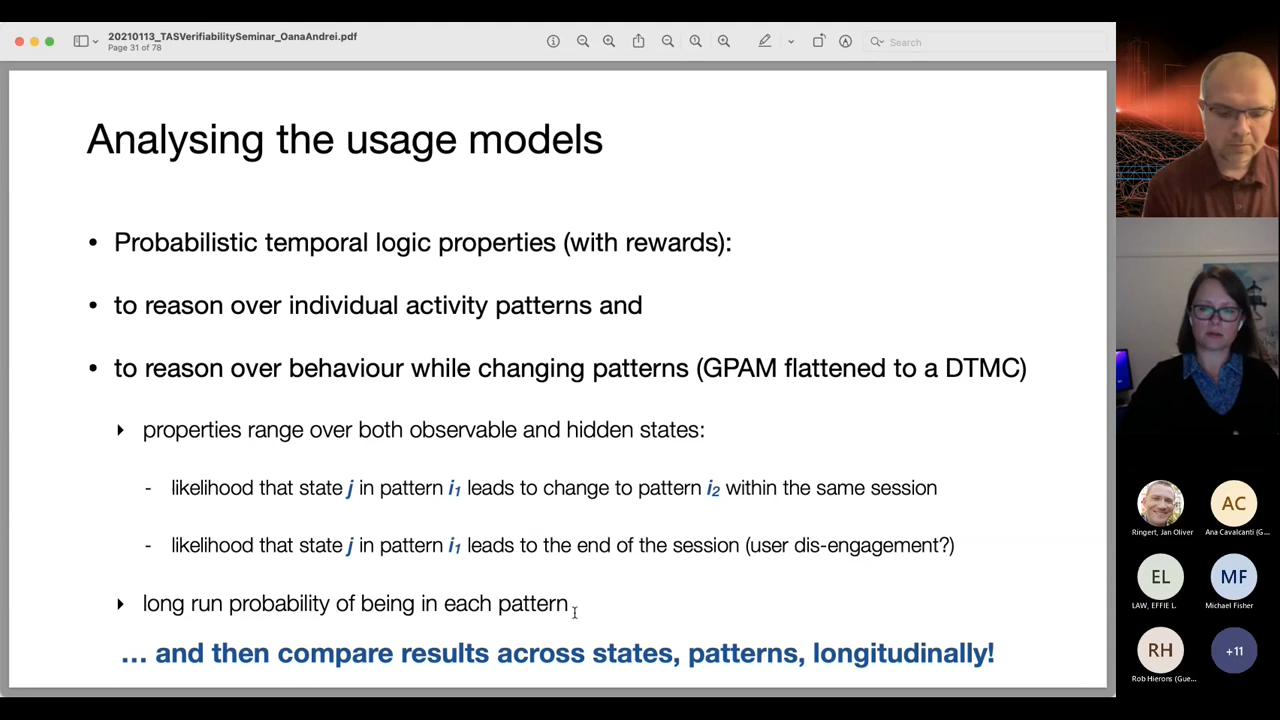 20210113_TASVerifiabilitySeminar_OanaAndrei.pdf
Page 31 of 78
Search
Analysing the usage models
• Probabilistic temporal logic properties (with rewards):
• to reason over individual activity patterns and
• to reason over behaviour while changing patterns (GPAM flattened to a DTMC)
‣ properties range over both observable and hidden states:
- likelihood that state j in pattern i1 leads to change to pattern i2 within the same session
- likelihood that state j in pattern i1 leads to the end of the session (user dis-engagement?)
‣ long run probability of being in each pattern
... and then compare results across states, patterns, longitudinally!
Ringert, Jan Oliver
AC
Ana Cavalcanti (G...
EL
LAW, EFFIE L.
MF
Michael Fisher
RH
Rob Hierons (Gue...
+11